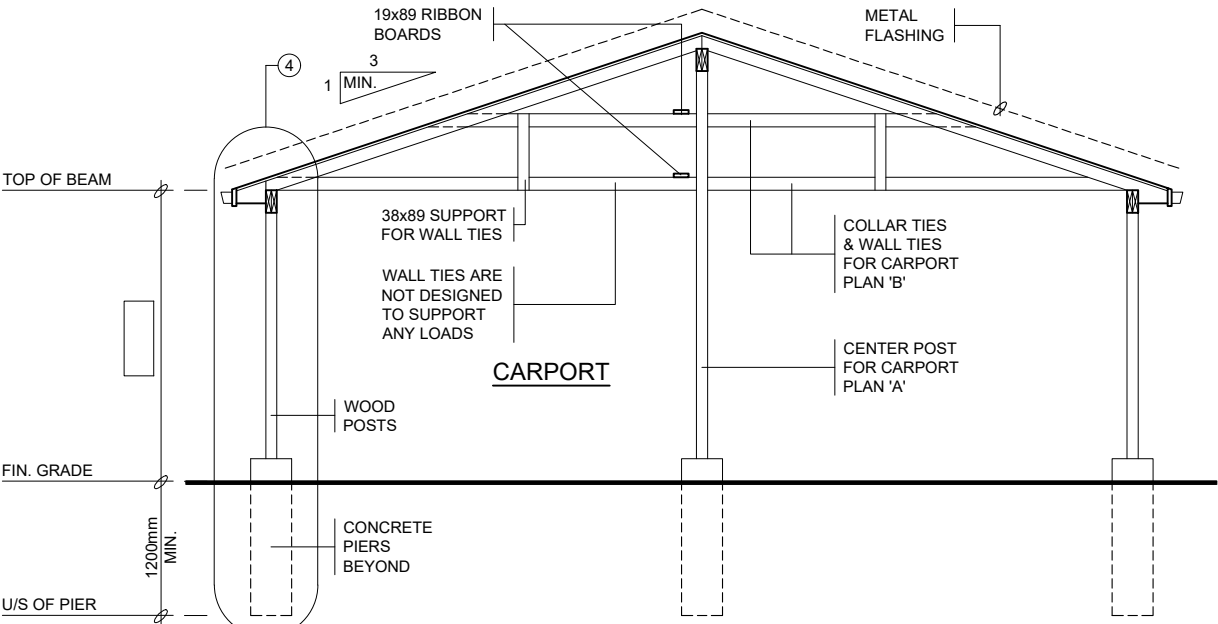 19x89 RIBBON
BOARDS
METAL
FLASHING
4
3
1
MIN.
TOP OF BEAM
38x89 SUPPORT
FOR WALL TIES
COLLAR TIES
& WALL TIES
FOR CARPORT
PLAN 'B'
WALL TIES ARE
NOT DESIGNED
TO SUPPORT
ANY LOADS
CARPORT
CENTER POST
FOR CARPORT
PLAN 'A'
WOOD
POSTS
FIN. GRADE
1200mm
MIN.
CONCRETE
PIERS
BEYOND
U/S OF PIER